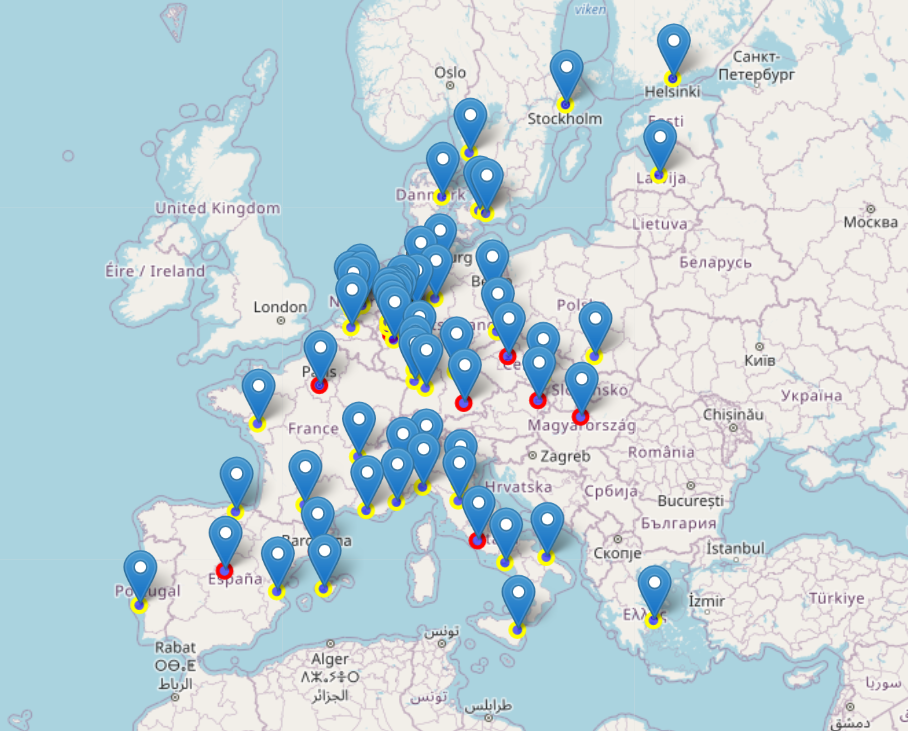 viken
Oslo
Санкт-
Петербург
Helsinki
Stockholm
Eesti
Latvija
Danmark
United Kingdom
Lietuva
Москва
Éire / Ireland
Беларусь
London
Polska
Paris
Київ
Slovensko
Україна
France
Magyarország
Chișinău
Zagreb
România
Hrvatska
Србија
București
България
Barcelona
İstanbul
Скопје
España
Portugal
İzmir
Türkiye
Ελλάς
تونس
Rabat
ⵔⴱⴰⵟ
الرباط
Alger
الجزائر
تونس
سوريا
طرابلس
دمشق